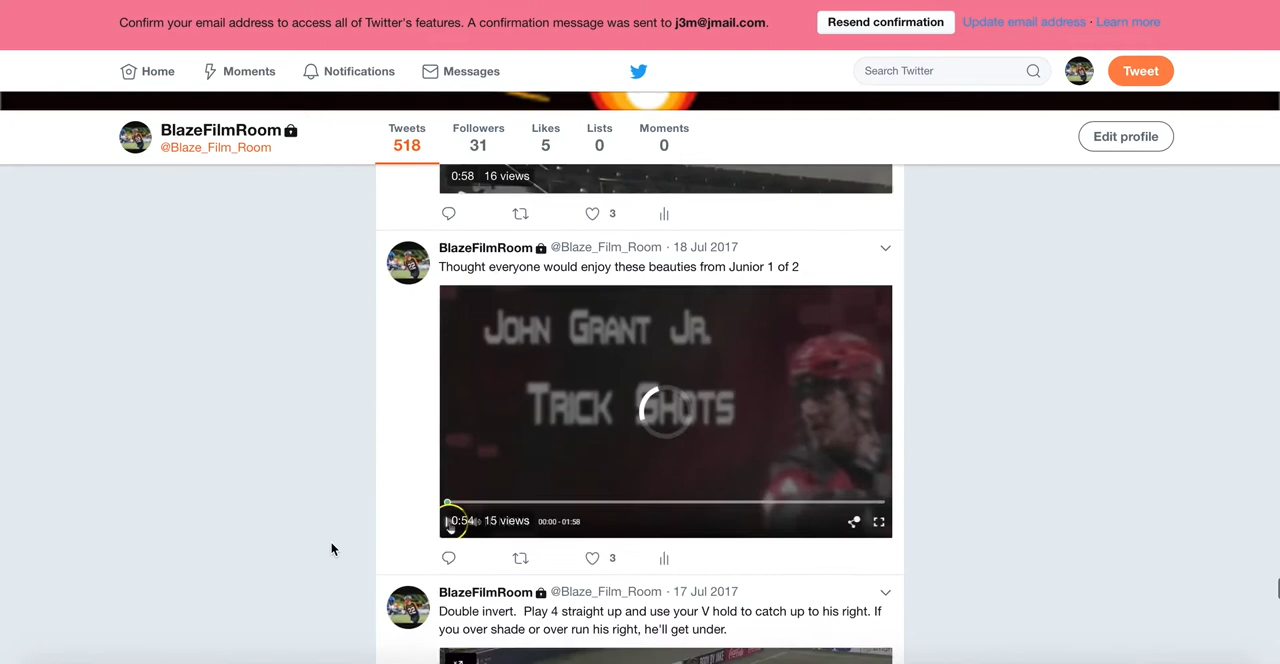 Confirm your email address to access all of Twitter's features. A confirmation message was sent to j3m@jmail.com. Resend confirmation Update email address · Learn more
Home Moments Notifications Messages Search Twitter Tweet
BlazeFilmRoom
@Blaze_Film_Room
Tweets Followers Likes Lists Moments
518 31 5 0 0
Edit profile
0:58 16 views
3
BlazeFilmRoom @Blaze_Film_Room · 18 Jul 2017
Thought everyone would enjoy these beauties from Junior 1 of 2
JOHN GRANT JR.
TRICK SHOTS
0:54 15 views 00:00 - 01:58
3
BlazeFilmRoom @Blaze_Film_Room · 17 Jul 2017
Double invert. Play 4 straight up and use your V hold to catch up to his right. If
you over shade or over run his right, he'll get under.